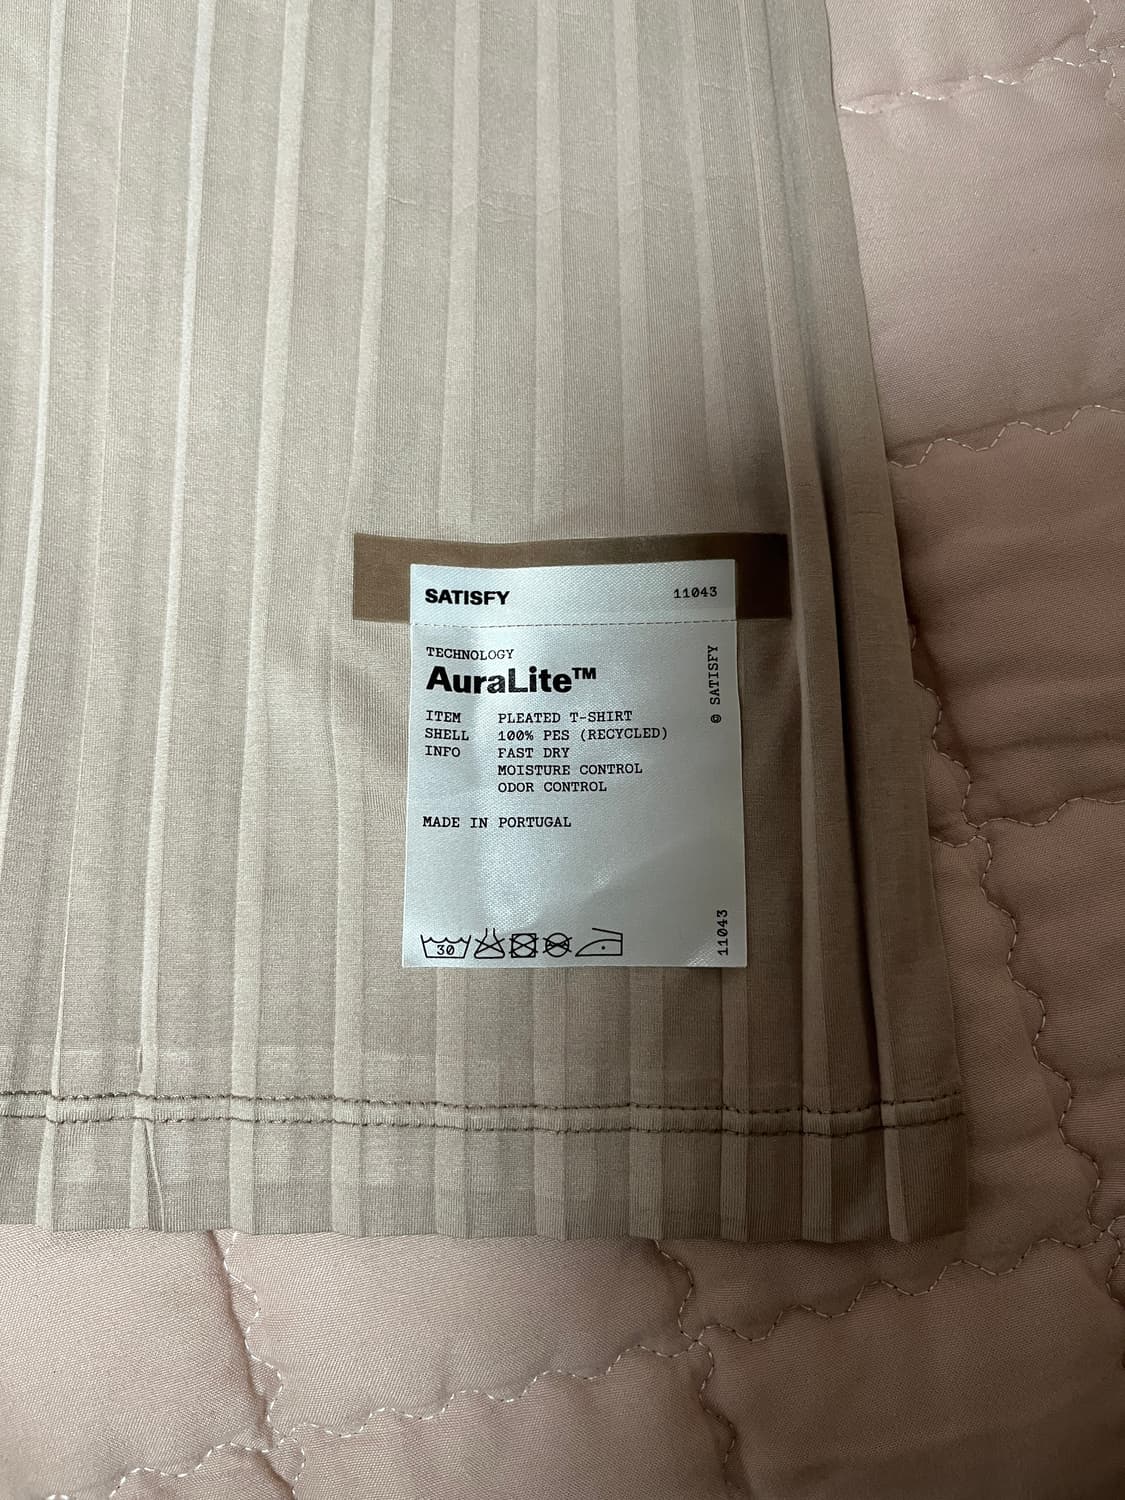 SATISFY 11043
TECHNOLOGY
AuraLite™
ITEM PLEATED T-SHIRT
SHELL 100% PES (RECYCLED)
INFO FAST DRY
MOISTURE CONTROL
ODOR CONTROL
MADE IN PORTUGAL
© SATISFY
11043
30